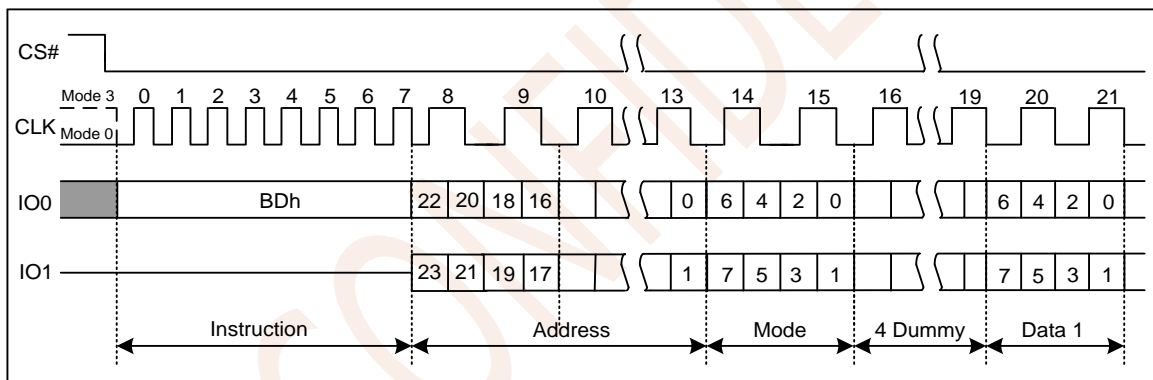 CS#
Mode 3 0 1 2 3 4 5 6 7 8 9 10 13 14 15 16 19 20 21
CLK Mode 0
IO0 BDh 22 20 18 16 0 6 4 2 0 6 4 2 0
IO1 23 21 19 17 1 7 5 3 1 7 5 3 1
Instruction Address Mode 4 Dummy Data 1